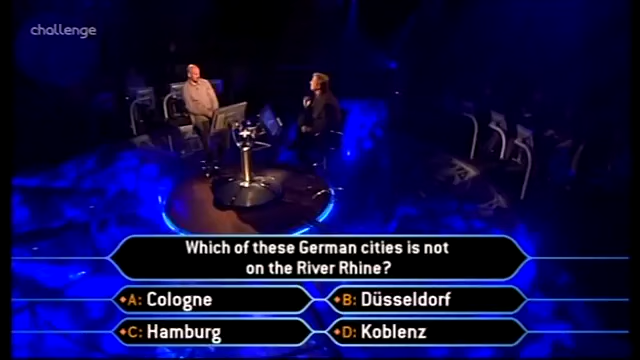 challenge
Which of these German cities is not
on the River Rhine?
A: Cologne
B: Düsseldorf
C: Hamburg
D: Koblenz